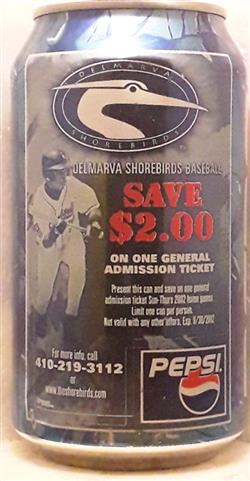 DELMARVA
SHOREBIRDS
DELMARVA SHOREBIRDS BASEBALL
SAVE
$2.00
ON ONE GENERAL
ADMISSION TICKET
Present this can and save on one general
admission ticket Sun-Thurs 2002 home games.
Limit one can per person.
Not valid with any other offers. Exp. 8/30/2002
For more info, call
410-219-3112
or
www.theshorebirds.com
PEPSI